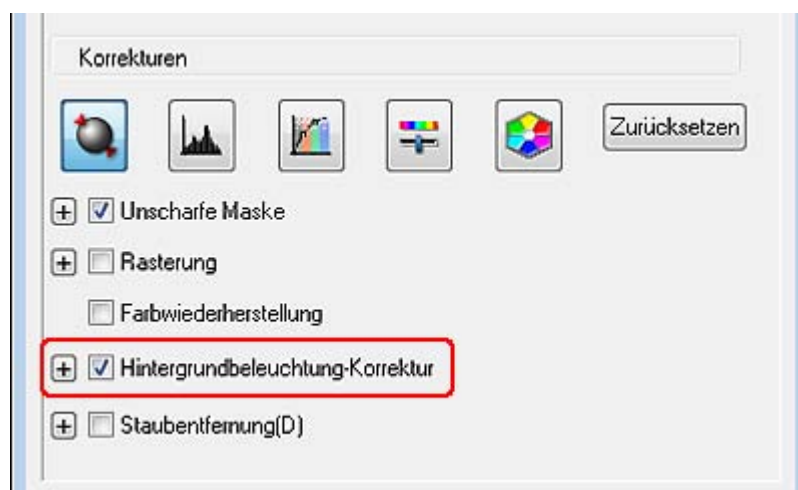 Korrekturen
Zurücksetzen
Unscharfe Maske
Rasterung
Farbwiederherstellung
Hintergrundbeleuchtung-Korrektur
Staubentfernung(D)